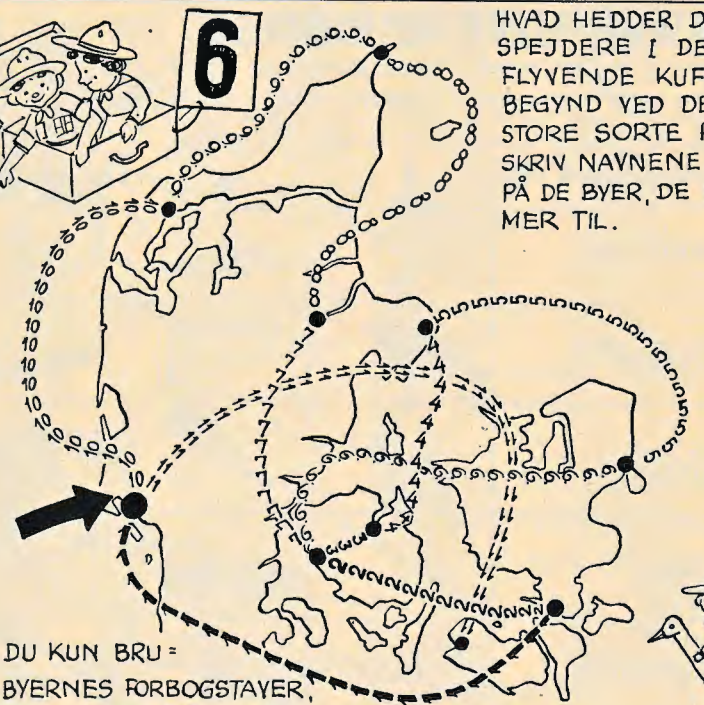 6
HVAD HEDDER D
SPEJDERE I DE
FLYVENDE KUF
BEGYND VED DE
STORE SORTE P
SKRIV NAVNENE
PÅ DE BYER, DE
MER TIL.
DU KUN BRU=
BYERNES FORBOGSTAVER,